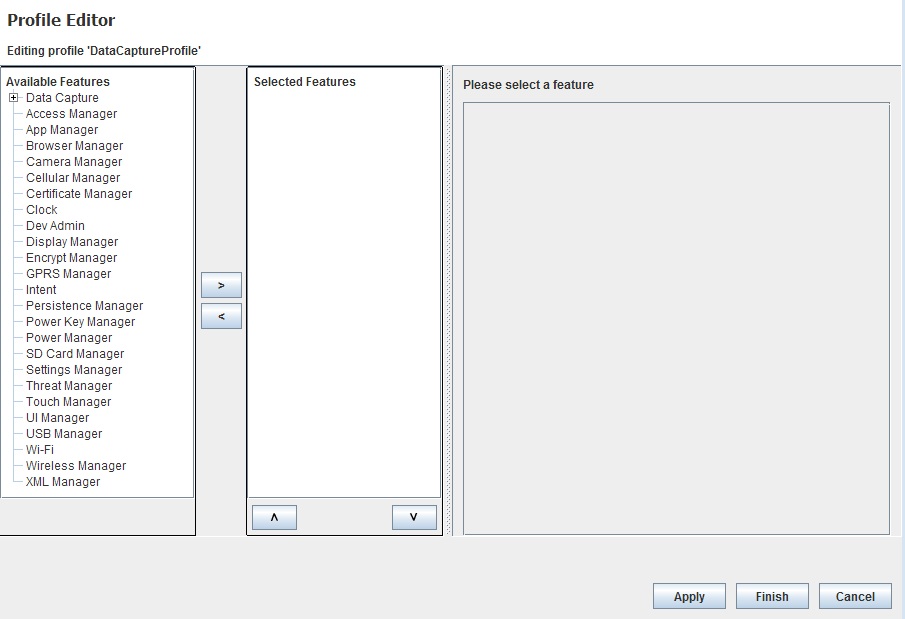 Profile Editor
Editing profile 'DataCaptureProfile'
Available Features
Data Capture
Access Manager
App Manager
Browser Manager
Camera Manager
Cellular Manager
Certificate Manager
Clock
Dev Admin
Display Manager
Encrypt Manager
GPRS Manager
Intent
Persistence Manager
Power Key Manager
Power Manager
SD Card Manager
Settings Manager
Threat Manager
Touch Manager
UI Manager
USB Manager
Wi-Fi
Wireless Manager
XML Manager
>
<
Selected Features
˄
˅
Please select a feature
Apply
Finish
Cancel